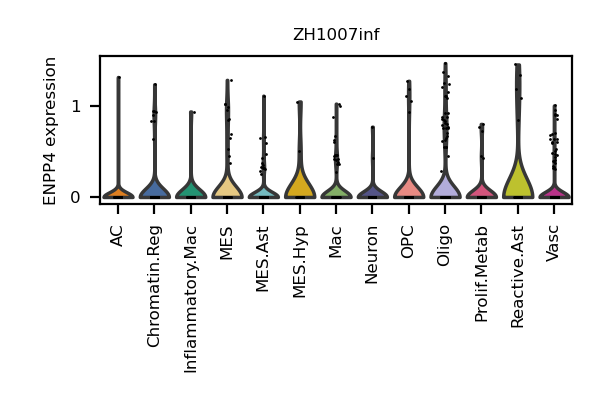 ZH1007inf
ENPP4 expression
1
0
AC
Chromatin.Reg
Inflammatory.Mac
MES
MES.Ast
MES.Hyp
Mac
Neuron
OPC
Oligo
Prolif.Metab
Reactive.Ast
Vasc